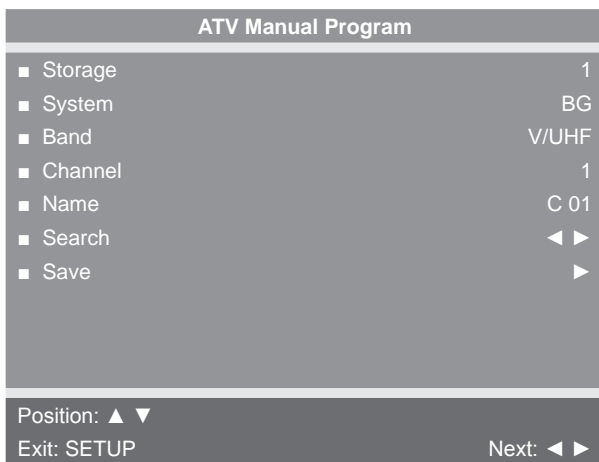 ATV Manual Program
■ Storage 1
■ System BG
■ Band V/UHF
■ Channel 1
■ Name C 01
■ Search ◄ ►
■ Save ►
Position: ▲ ▼
Exit: SETUP Next: ◄ ►